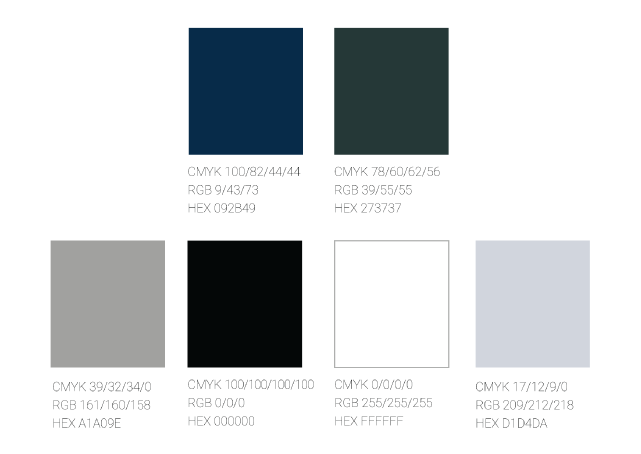 CMYK 100/82/44/44
RGB 9/43/73
HEX 092B49
CMYK 78/60/62/56
RGB 39/55/55
HEX 273737
CMYK 39/32/34/0
RGB 161/160/158
HEX A1A09E
CMYK 100/100/100/100
RGB 0/0/0
HEX 000000
CMYK 0/0/0/0
RGB 255/255/255
HEX FFFFFF
CMYK 17/12/9/0
RGB 209/212/218
HEX D1D4DA